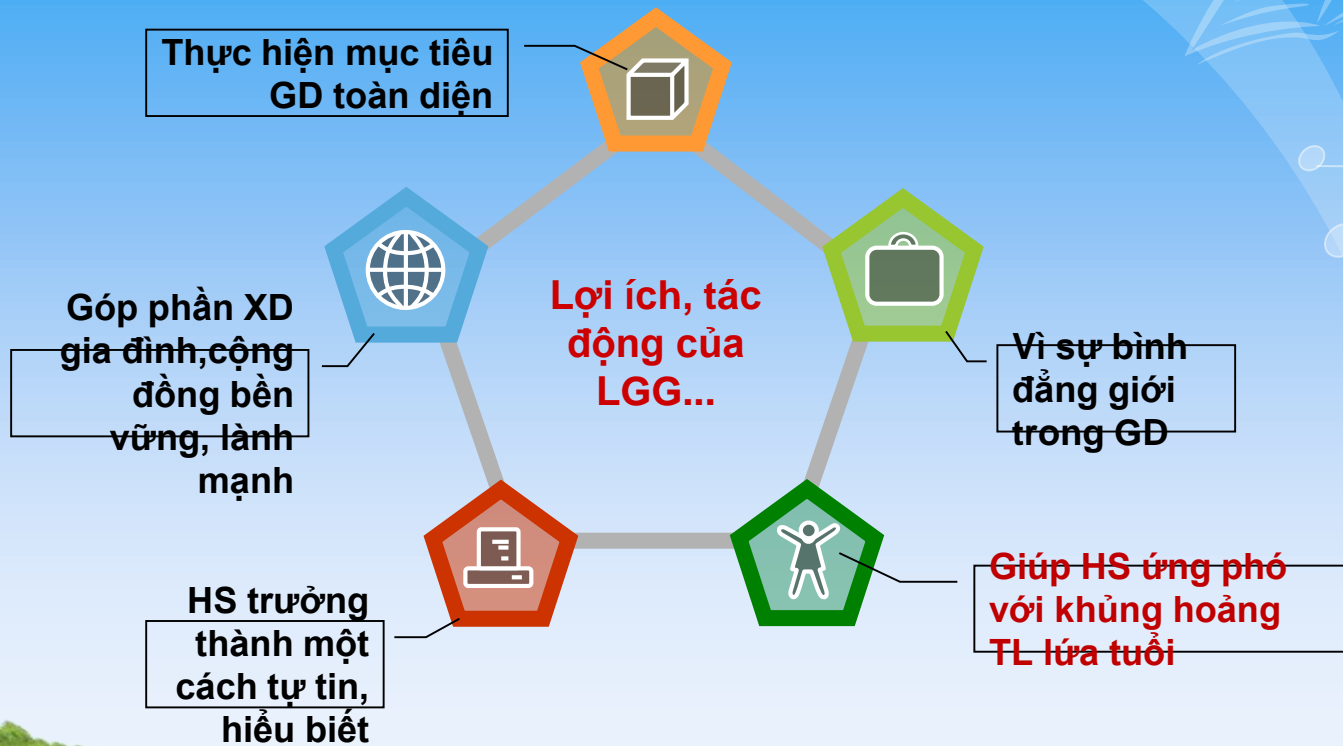 Thực hiện mục tiêu
GD toàn diện
Lợi ích, tác
động của
LGG...
Góp phần XD
gia đình,cộng
đồng bền
vững, lành
mạnh
Vì sự bình
đẳng giới
trong GD
HS trưởng
thành một
cách tự tin,
hiểu biết
Giúp HS ứng phó
với khủng hoảng
TL lứa tuổi